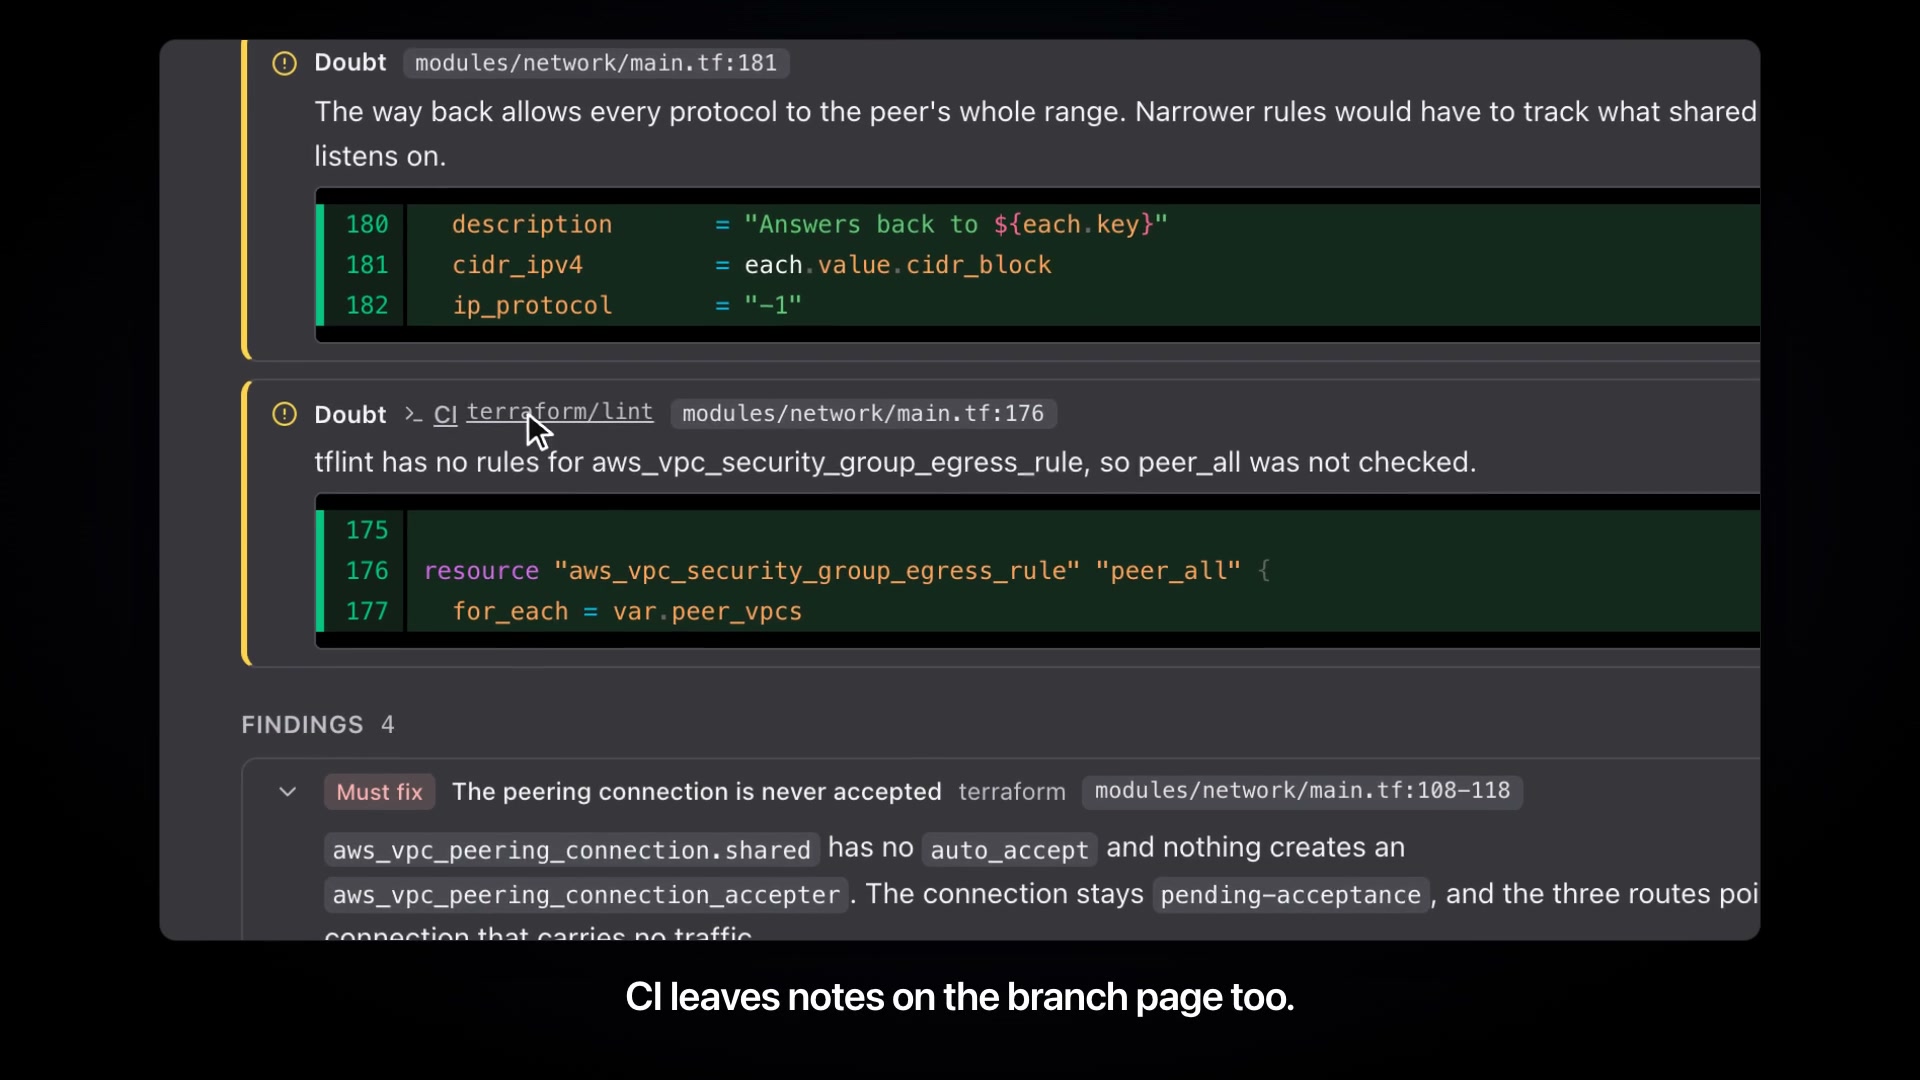 Doubt modules/network/main.tf:181
The way back allows every protocol to the peer's whole range. Narrower rules would have to track what shared
listens on.
180 description = "Answers back to ${each.key}"
181 cidr_ipv4 = each.value.cidr_block
182 ip_protocol = "-1"
Doubt >_ CI terraform/lint modules/network/main.tf:176
tflint has no rules for aws_vpc_security_group_egress_rule, so peer_all was not checked.
175
176 resource "aws_vpc_security_group_egress_rule" "peer_all" {
177 for_each = var.peer_vpcs
FINDINGS 4
Must fix The peering connection is never accepted terraform modules/network/main.tf:108-118
aws_vpc_peering_connection.shared has no auto_accept and nothing creates an
aws_vpc_peering_connection_accepter. The connection stays pending-acceptance, and the three routes poi
connection that carries no traffic
CI leaves notes on the branch page too.